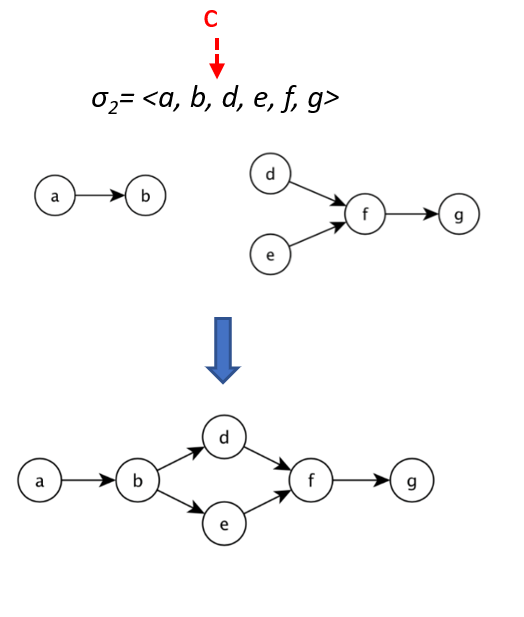 c
σ2= <a, b, d, e, f, g>
d
a b f g
e
d
a b f g
e